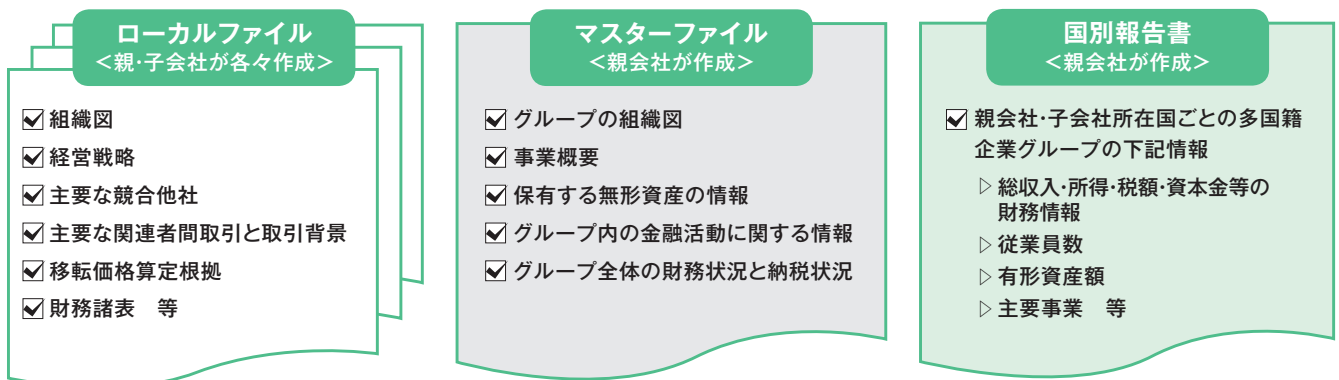 ローカルファイル
<親・子会社が各々作成>
組織図
経営戦略
主要な競合他社
主要な関連者間取引と取引背景
移転価格算定根拠
財務諸表　等
マスターファイル
<親会社が作成>
グループの組織図
事業概要
保有する無形資産の情報
グループ内の金融活動に関する情報
グループ全体の財務状況と納税状況
国別報告書
<親会社が作成>
親会社・子会社所在国ごとの多国籍
企業グループの下記情報
▷総収入・所得・税額・資本金等の
財務情報
▷従業員数
▷有形資産額
▷主要事業　等